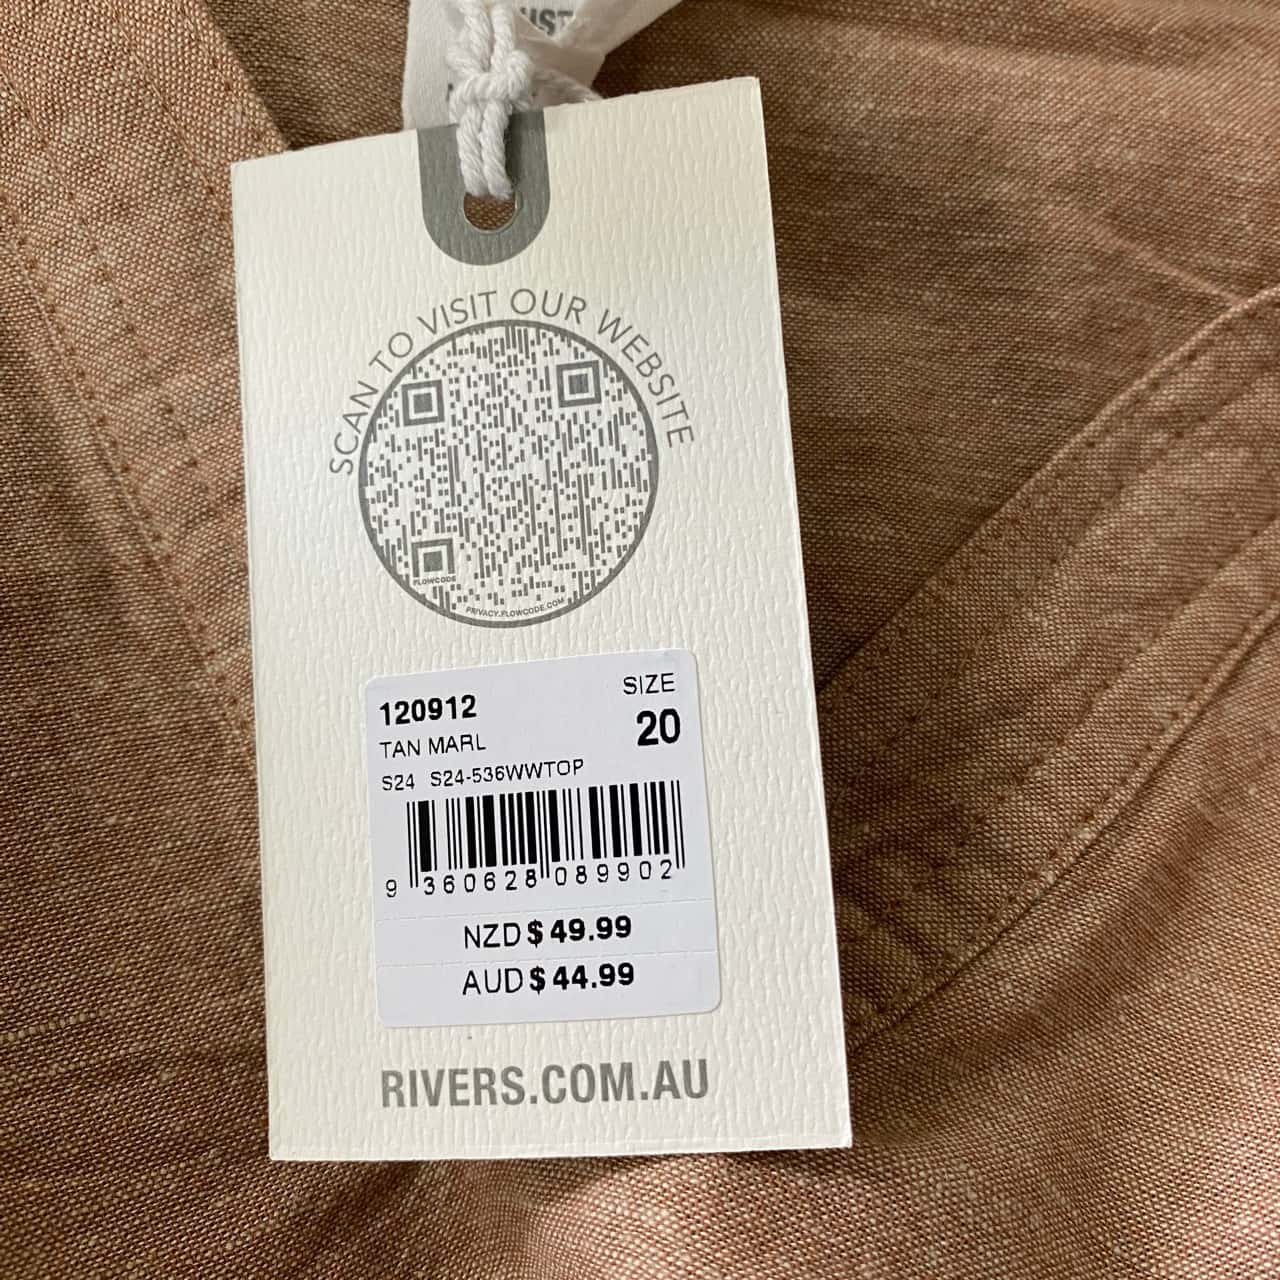 UST
SCAN TO VISIT OUR WEBSITE
FLOWCODE
PRIVACY.FLOWCODE.COM
120912
SIZE
TAN MARL
20
S24 S24-536WWTOP
9 360628 089902
NZD $ 49.99
AUD $ 44.99
RIVERS.COM.AU